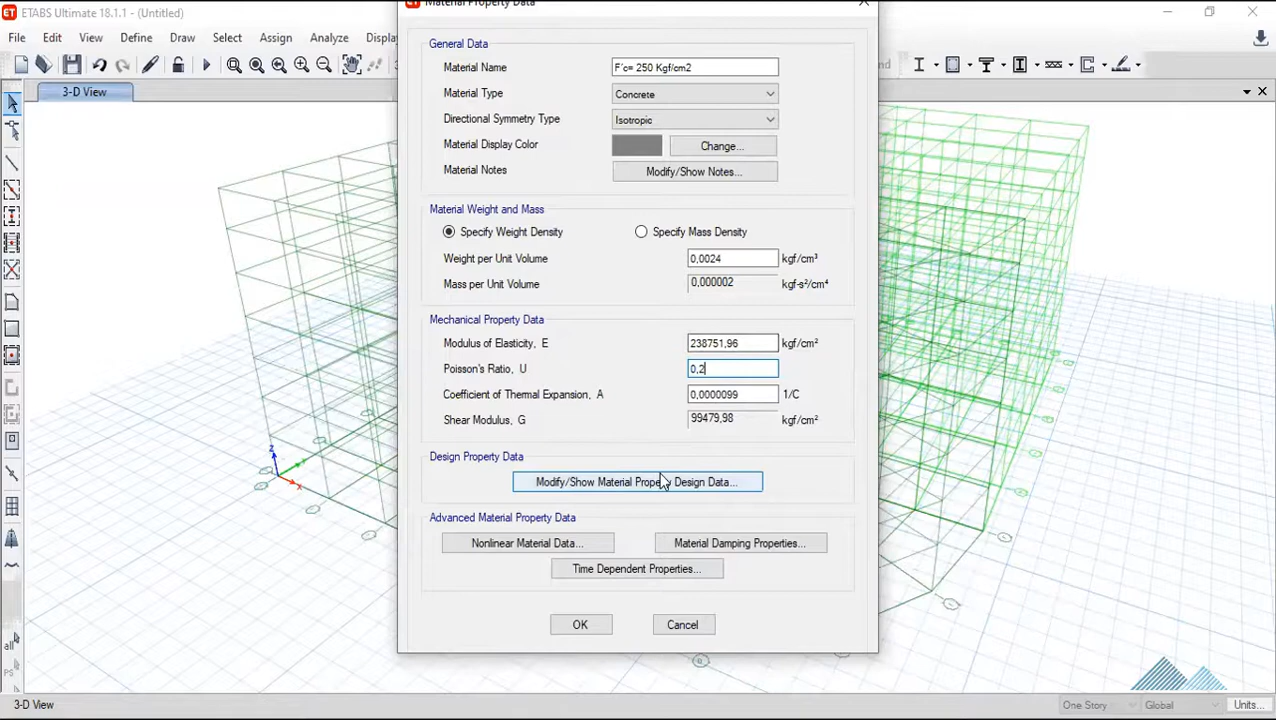 ET ETABS Ultimate 18.1.1 - (Untitled)
ET Material Property Data
File Edit View Define Draw Select Assign Analyze Display
3-D View
General Data
Material Name F'c= 250 Kgf/cm2
Material Type Concrete
Directional Symmetry Type Isotropic
Material Display Color Change...
Material Notes Modify/Show Notes...
Material Weight and Mass
Specify Weight Density Specify Mass Density
Weight per Unit Volume 0,0024 kgf/cm³
Mass per Unit Volume 0,000002 kgf-s²/cm⁴
Mechanical Property Data
Modulus of Elasticity, E 238751,96 kgf/cm²
Poisson's Ratio, U 0,2
Coefficient of Thermal Expansion, A 0,0000099 1/C
Shear Modulus, G 99479,98 kgf/cm²
Z
X
Design Property Data
Modify/Show Material Property Design Data...
Advanced Material Property Data
Nonlinear Material Data... Material Damping Properties...
Time Dependent Properties...
OK Cancel
all
PS
3-D View One Story Global Units...